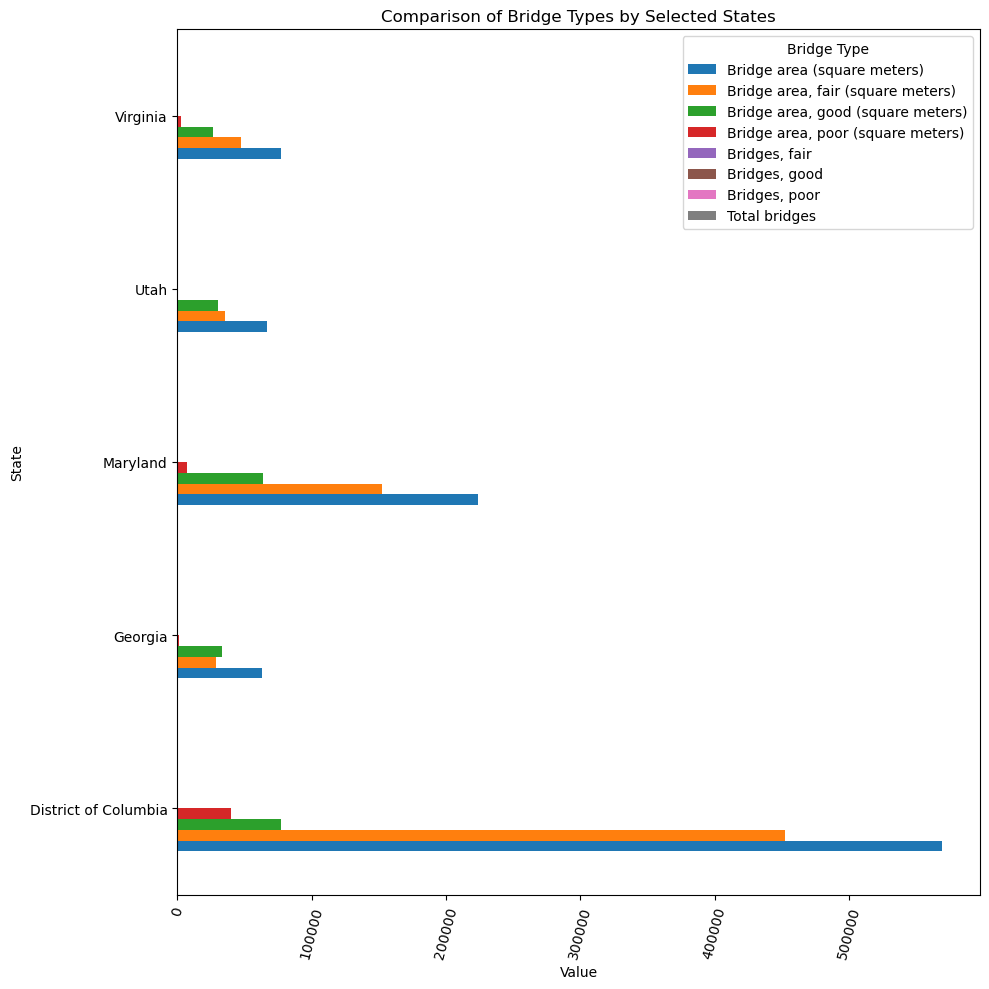 Comparison of Bridge Types by Selected States
Bridge Type
Bridge area (square meters)
Bridge area, fair (square meters)
Bridge area, good (square meters)
Bridge area, poor (square meters)
Bridges, fair
Bridges, good
Bridges, poor
Total bridges
State
Virginia
Utah
Maryland
Georgia
District of Columbia
0
100000
200000
300000
400000
500000
Value